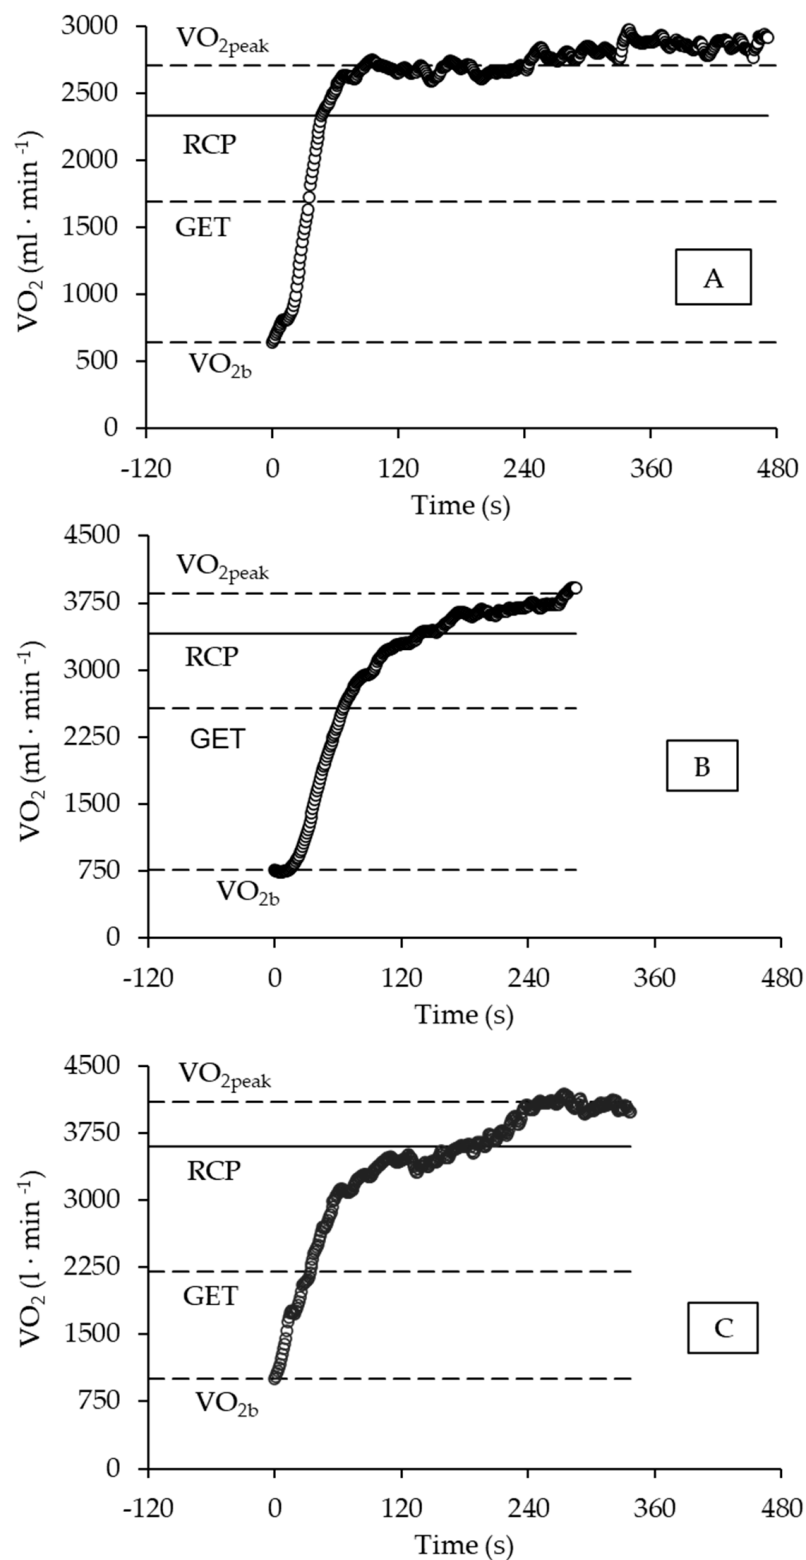 3000
VO2peak
2500
RCP
2000
GET
1500
A
1000
VO2b
500
0
-120 0 120 240 360 480
Time (s)
VO2 (ml · min -1)
4500
VO2peak
3750
RCP
3000
GET
2250
B
1500
750
VO2b
0
-120 0 120 240 360 480
Time (s)
VO2 (ml · min -1)
4500
VO2peak
3750
RCP
3000
2250
GET
C
1500
VO2b
750
0
-120 0 120 240 360 480
Time (s)
VO2 (l · min -1)